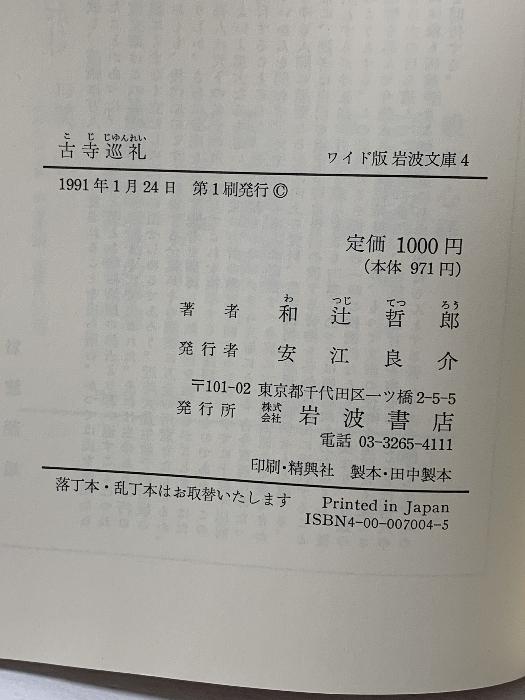 こじじゆんれい
古寺巡礼 ワイド版 岩波文庫 4
1991年1月24日 第1刷発行 ©
定価 1000円
(本体 971円)
わ つじ てつ ろう
著者 和辻哲郎
発行者 安江良介
〒101-02 東京都千代田区一ツ橋2-5-5
発行所 株式会社 岩波書店
電話 03-3265-4111
印刷・精興社 製本・田中製本
落丁本・乱丁本はお取替いたします Printed in Japan
ISBN4-00-007004-5